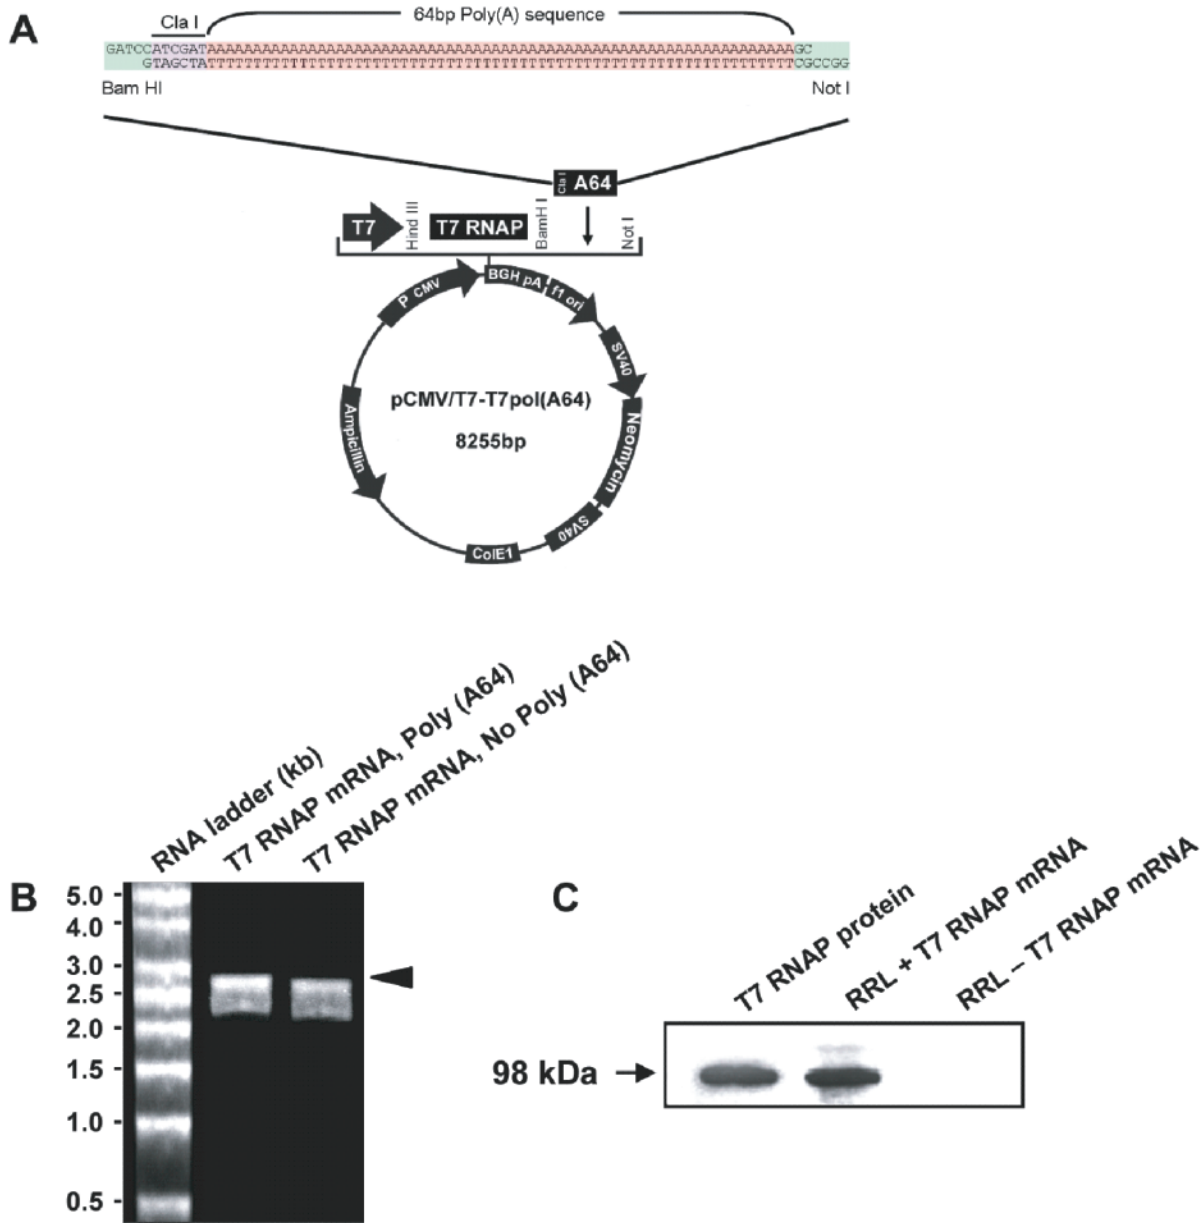 A
Cla I
64bp Poly(A) sequence
GATCCATCGATAAAAAAAAAAAAAAAAAAAAAAAAAAAAAAAAAAAAAAAAAAAAAAAAAAAAAAAAAAAAAAAGC
GTAGCTATTTTTTTTTTTTTTTTTTTTTTTTTTTTTTTTTTTTTTTTTTTTTTTTTTTTTTTTTTTTTTTCGCCGG
Bam HI
Not I
Cla I
A64
T7
Hind III
T7 RNAP
BamH I
Not I
P CMV
BGH pA
f1 ori
SV40
Neomycin
SV40
ColE1
Ampicillin
pCMV/T7-T7pol(A64)
8255bp
B
RNA ladder (kb)
T7 RNAP mRNA, Poly (A64)
T7 RNAP mRNA, No Poly (A64)
5.0
4.0
3.0
2.5
2.0
1.5
1.0
0.5
C
T7 RNAP protein
RRL + T7 RNAP mRNA
RRL – T7 RNAP mRNA
98 kDa